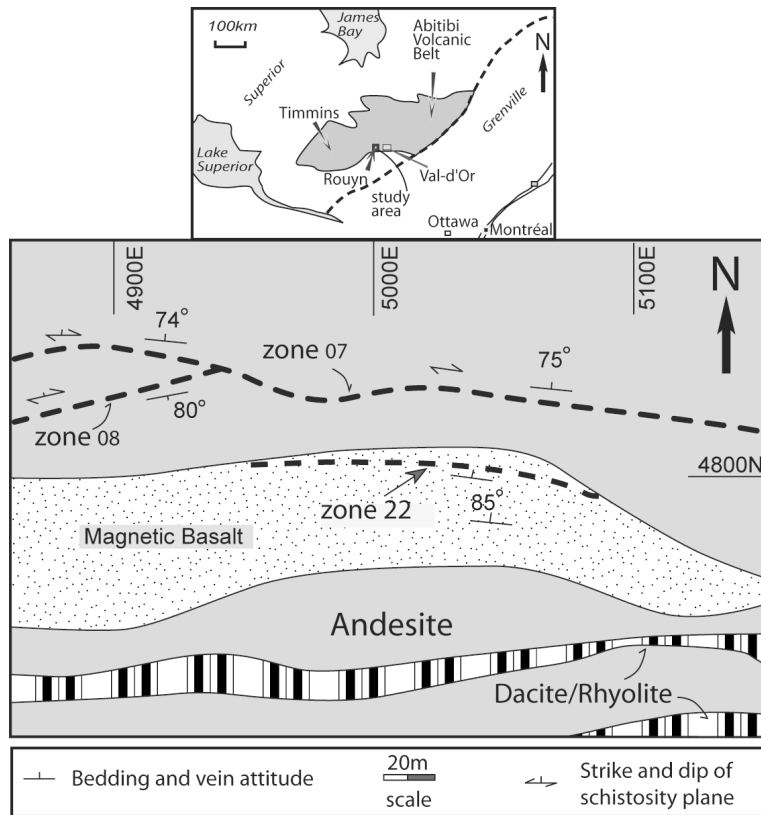 100km
James
Bay
Abitibi
Volcanic
Belt
N
Superior
Timmins
Grenville
Lake
Superior
Rouyn
Val-d'Or
study
area
Ottawa
Montréal
4900E
5000E
5100E
N
74°
zone 07
75°
80°
zone 08
4800N
zone 22
85°
Magnetic Basalt
Andesite
Dacite/Rhyolite
Bedding and vein attitude
20m
scale
Strike and dip of
schistosity plane